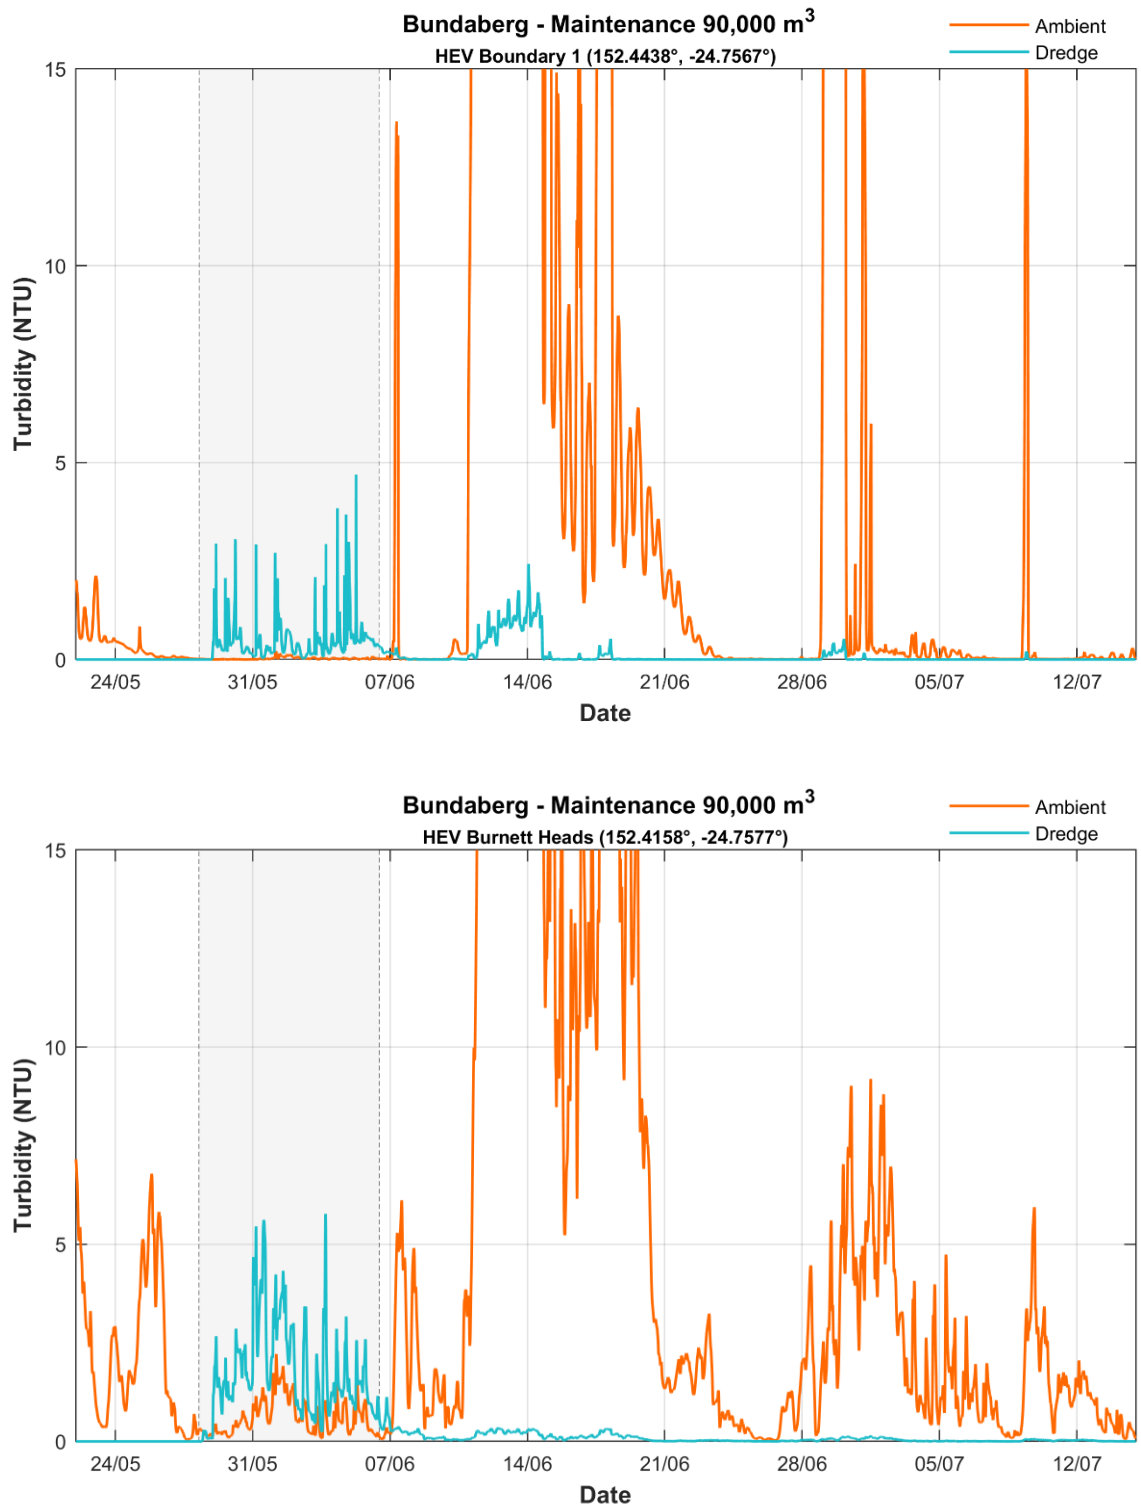 Bundaberg - Maintenance 90,000 m³
HEV Boundary 1 (152.4438°, -24.7567°)
Ambient
Dredge
Turbidity (NTU)
15
10
5
0
24/05 31/05 07/06 14/06 21/06 28/06 05/07 12/07
Date
Bundaberg - Maintenance 90,000 m³
HEV Burnett Heads (152.4158°, -24.7577°)
Ambient
Dredge
Turbidity (NTU)
15
10
5
0
24/05 31/05 07/06 14/06 21/06 28/06 05/07 12/07
Date